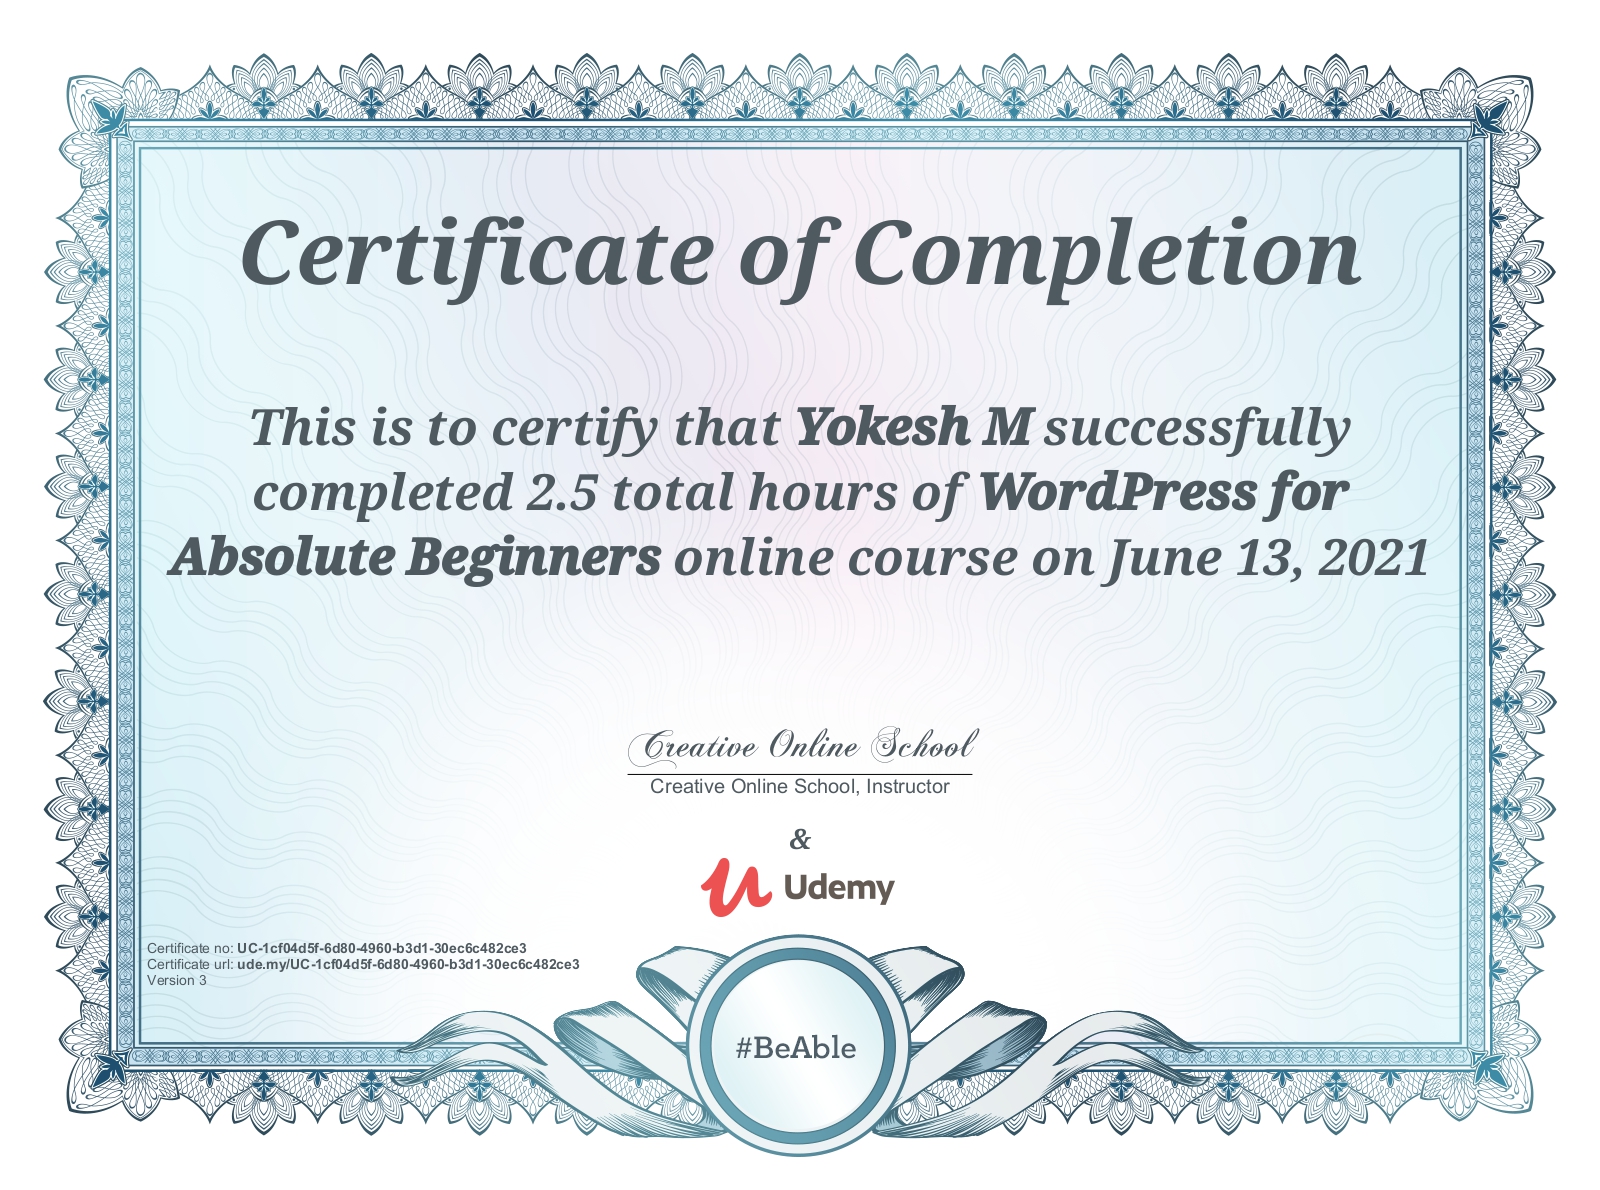 Certificate of Completion
This is to certify that Yokesh M successfully
completed 2.5 total hours of WordPress for
Absolute Beginners online course on June 13, 2021
Creative Online School
Creative Online School, Instructor
&
Udemy
Certificate no: UC-1cf04d5f-6d80-4960-b3d1-30ec6c482ce3
Certificate url: ude.my/UC-1cf04d5f-6d80-4960-b3d1-30ec6c482ce3
Version 3
#BeAble